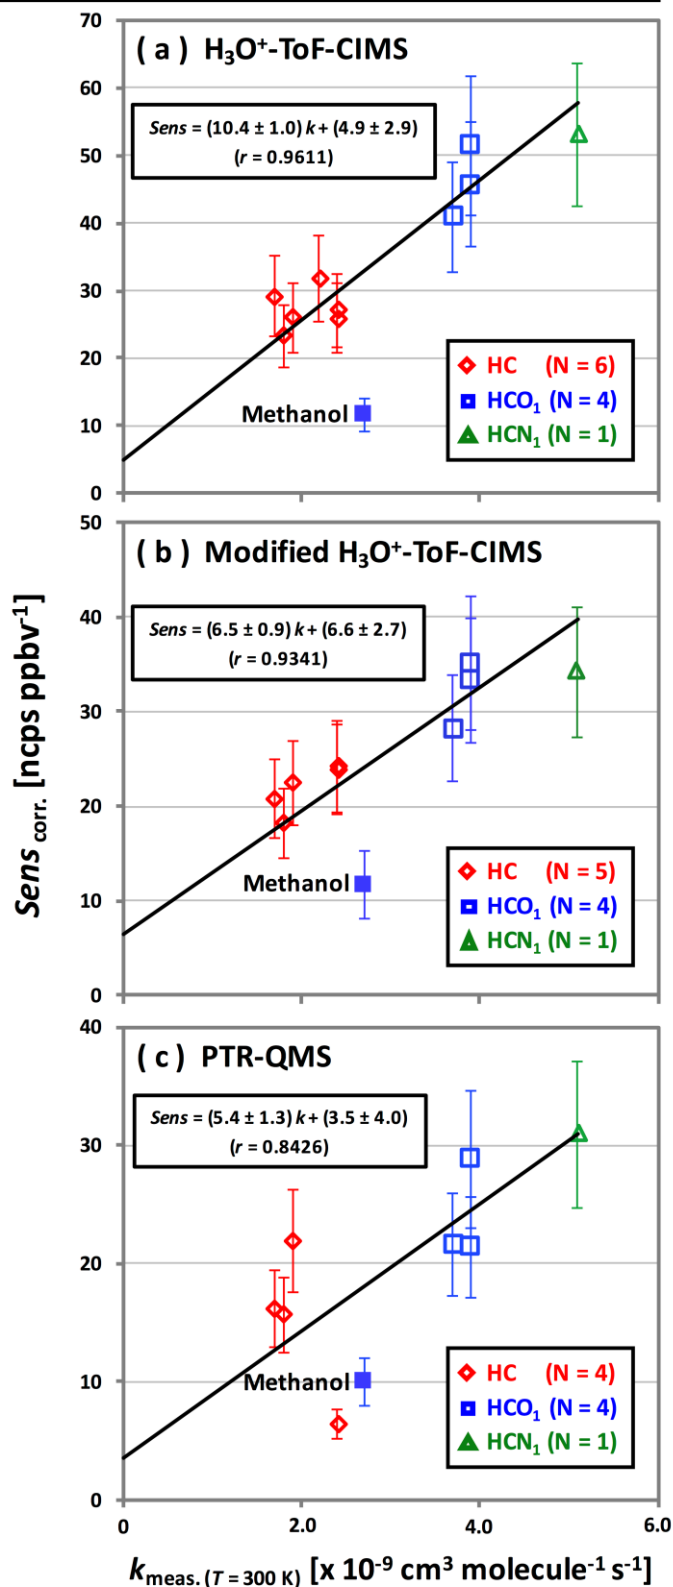 70
( a ) H₃O⁺-ToF-CIMS
60
Sens = (10.4 ± 1.0) k + (4.9 ± 2.9)
(r = 0.9611)
50
40
30
20
HC (N = 6)
HCO₁ (N = 4)
HCN₁ (N = 1)
Methanol
10
0
50
( b ) Modified H₃O⁺-ToF-CIMS
40
Sens = (6.5 ± 0.9) k + (6.6 ± 2.7)
(r = 0.9341)
30
20
HC (N = 5)
HCO₁ (N = 4)
HCN₁ (N = 1)
Methanol
10
0
Sens corr. [ncps ppbv⁻¹]
40
( c ) PTR-QMS
Sens = (5.4 ± 1.3) k + (3.5 ± 4.0)
(r = 0.8426)
30
20
HC (N = 4)
HCO₁ (N = 4)
HCN₁ (N = 1)
Methanol
10
0
0 2.0 4.0 6.0
k meas. (T = 300 K) [x 10⁻⁹ cm³ molecule⁻¹ s⁻¹]